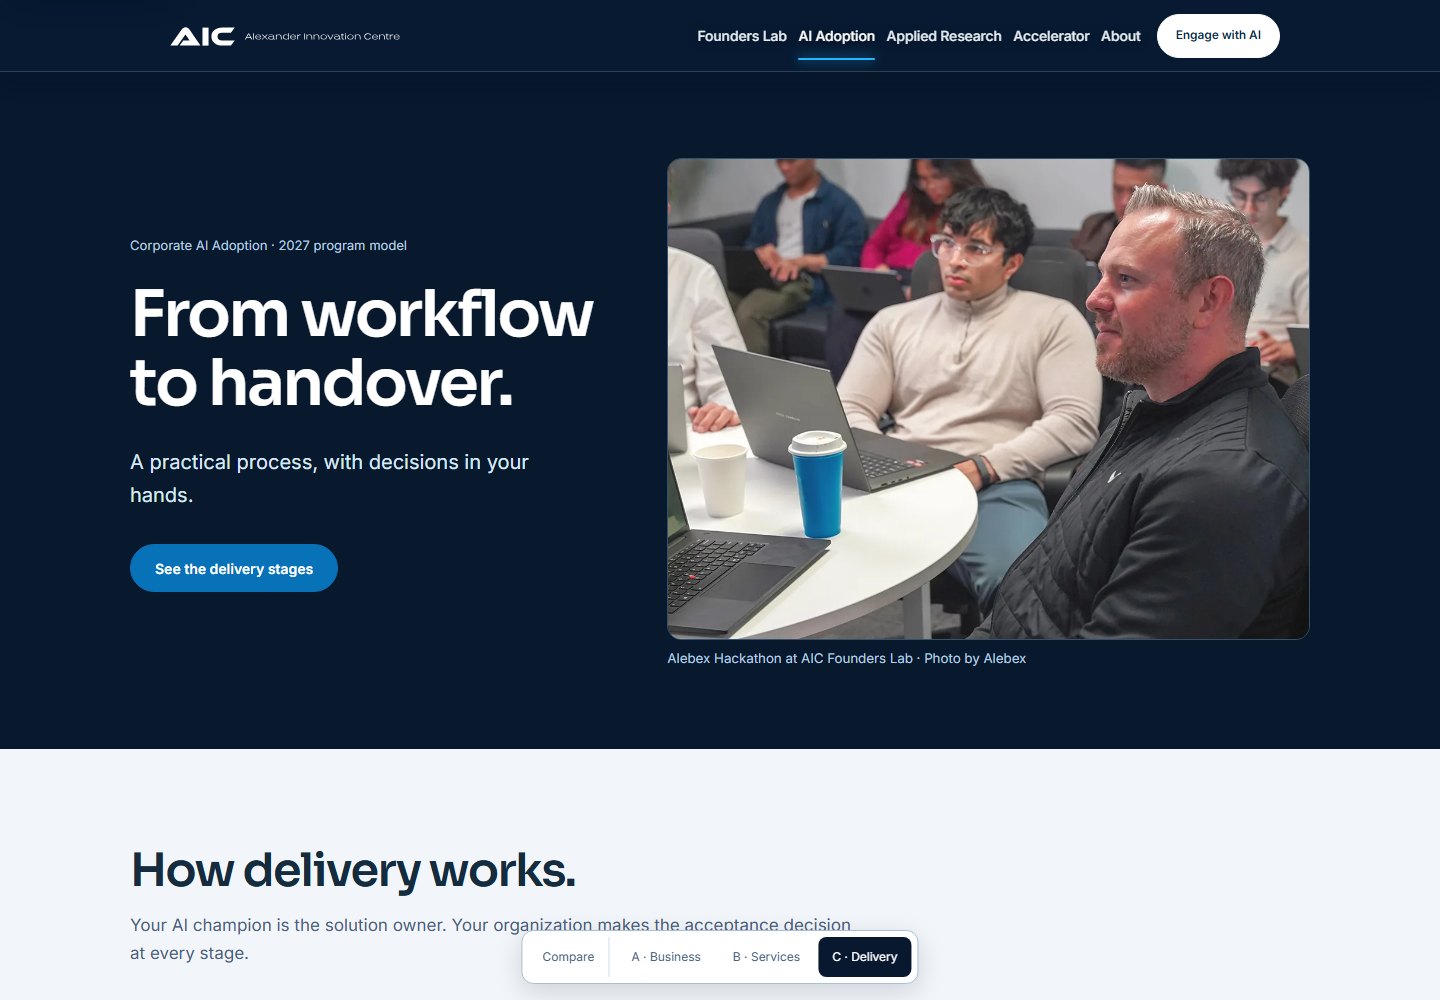 AIC Alexander Innovation Centre
Founders Lab AI Adoption Applied Research Accelerator About Engage with AI
Corporate AI Adoption · 2027 program model
From workflow
to handover.
A practical process, with decisions in your
hands.
See the delivery stages
Alebex Hackathon at AIC Founders Lab · Photo by Alebex
How delivery works.
Your AI champion is the solution owner. Your organization makes the acceptance decision
at every stage.
Compare A · Business B · Services C · Delivery